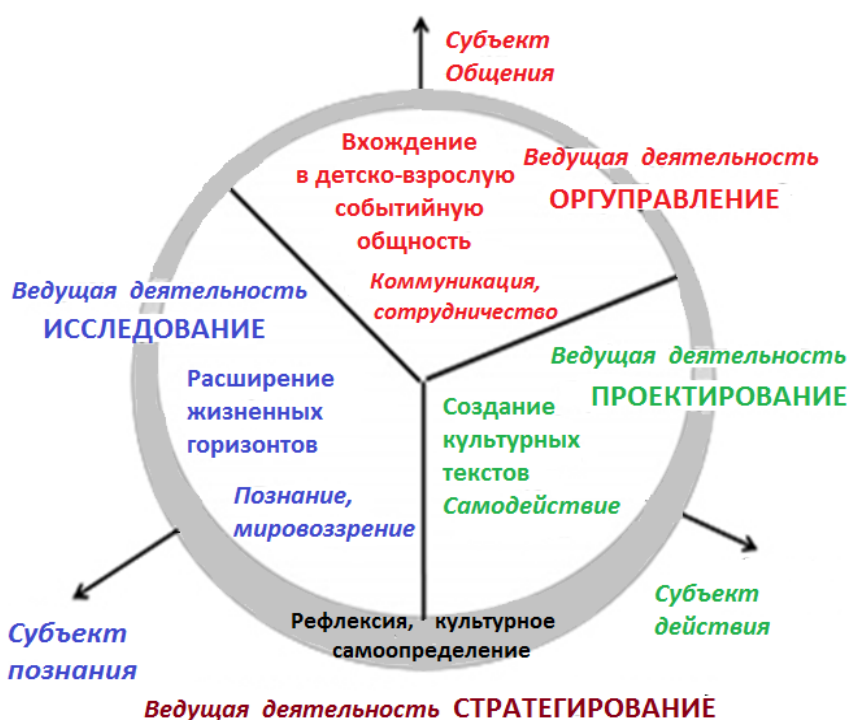 Субъект
Общения
Вхождение
в детско-взрослую
событийную
общность
Коммуникация,
сотрудничество
Ведущая деятельность
ОРГУПРАВЛЕНИЕ
Ведущая деятельность
ИССЛЕДОВАНИЕ
Расширение
жизненных
горизонтов
Познание,
мировоззрение
Ведущая деятельность
ПРОЕКТИРОВАНИЕ
Создание
культурных
текстов
Самодействие
Субъект
познания
Субъект
действия
Рефлексия, культурное
самоопределение
Ведущая деятельность СТРАТЕГИРОВАНИЕ